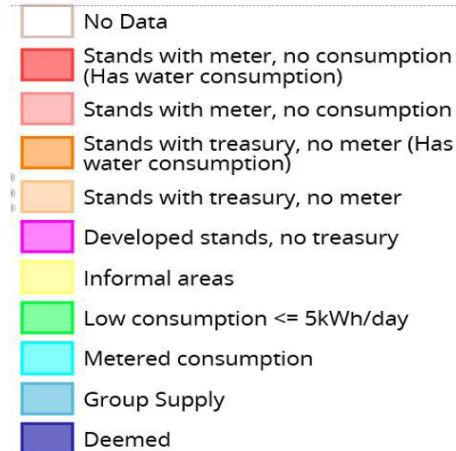 No Data
Stands with meter, no consumption
(Has water consumption)
Stands with meter, no consumption
Stands with treasury, no meter (Has
water consumption)
Stands with treasury, no meter
Developed stands, no treasury
Informal areas
Low consumption <= 5kWh/day
Metered consumption
Group Supply
Deemed